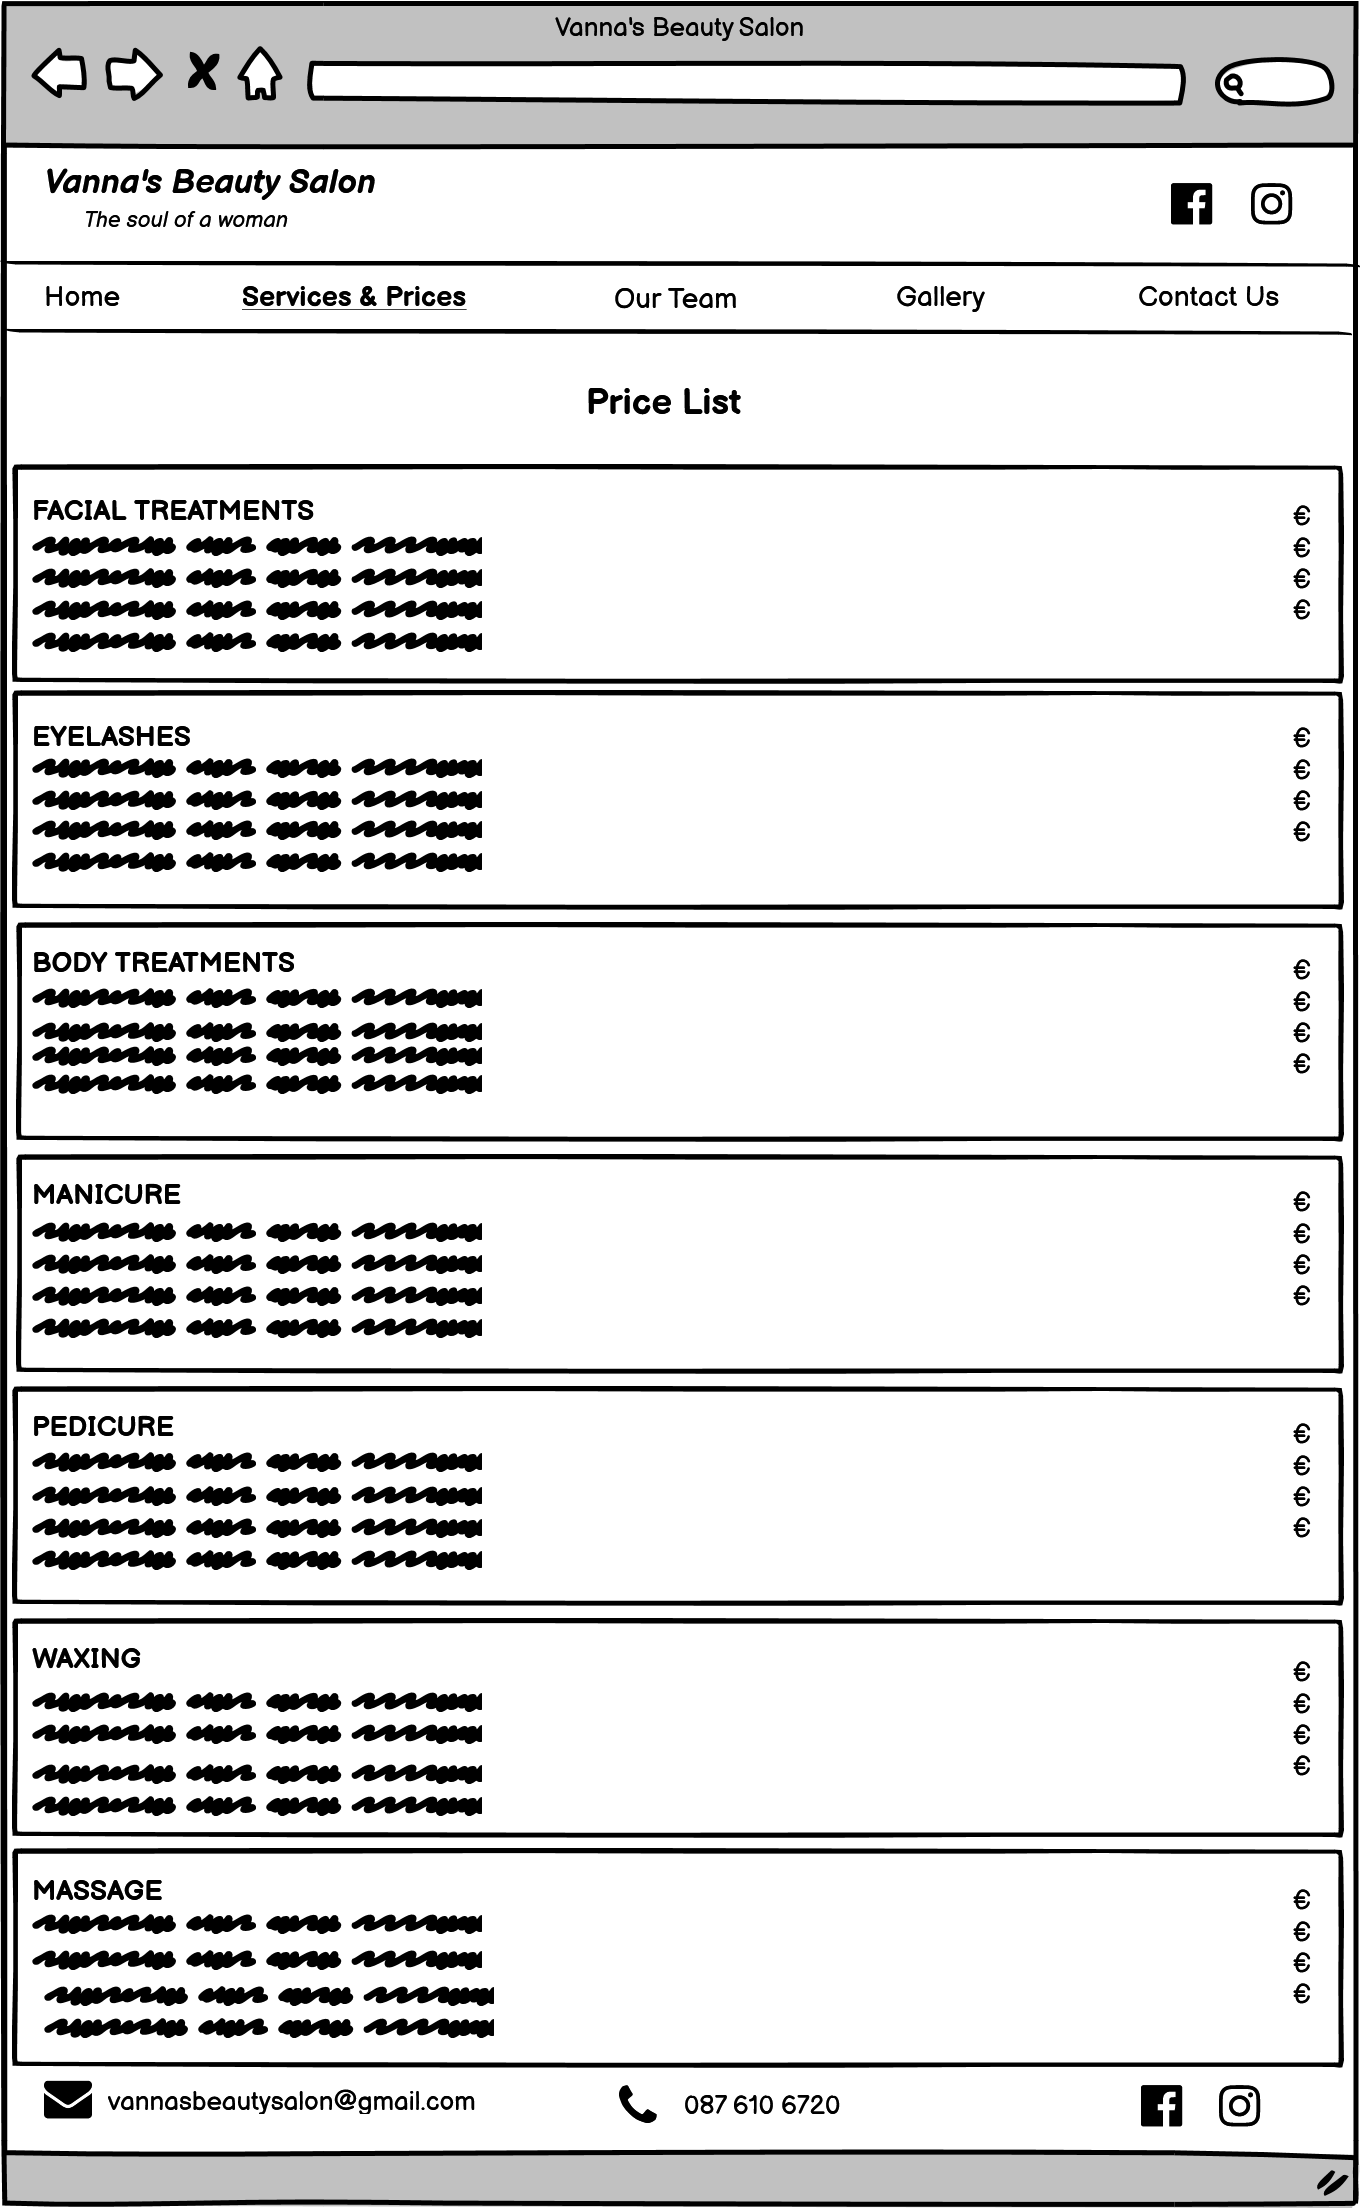 Vanna's Beauty Salon
Vanna's Beauty Salon
The soul of a woman
Home Services & Prices Our Team Gallery Contact Us
Price List
FACIAL TREATMENTS
€
€
€
€
EYELASHES
€
€
€
€
BODY TREATMENTS
€
€
€
€
MANICURE
€
€
€
€
PEDICURE
€
€
€
€
WAXING
€
€
€
€
MASSAGE
€
€
€
€
vannasbeautysalon@gmail.com 087 610 6720